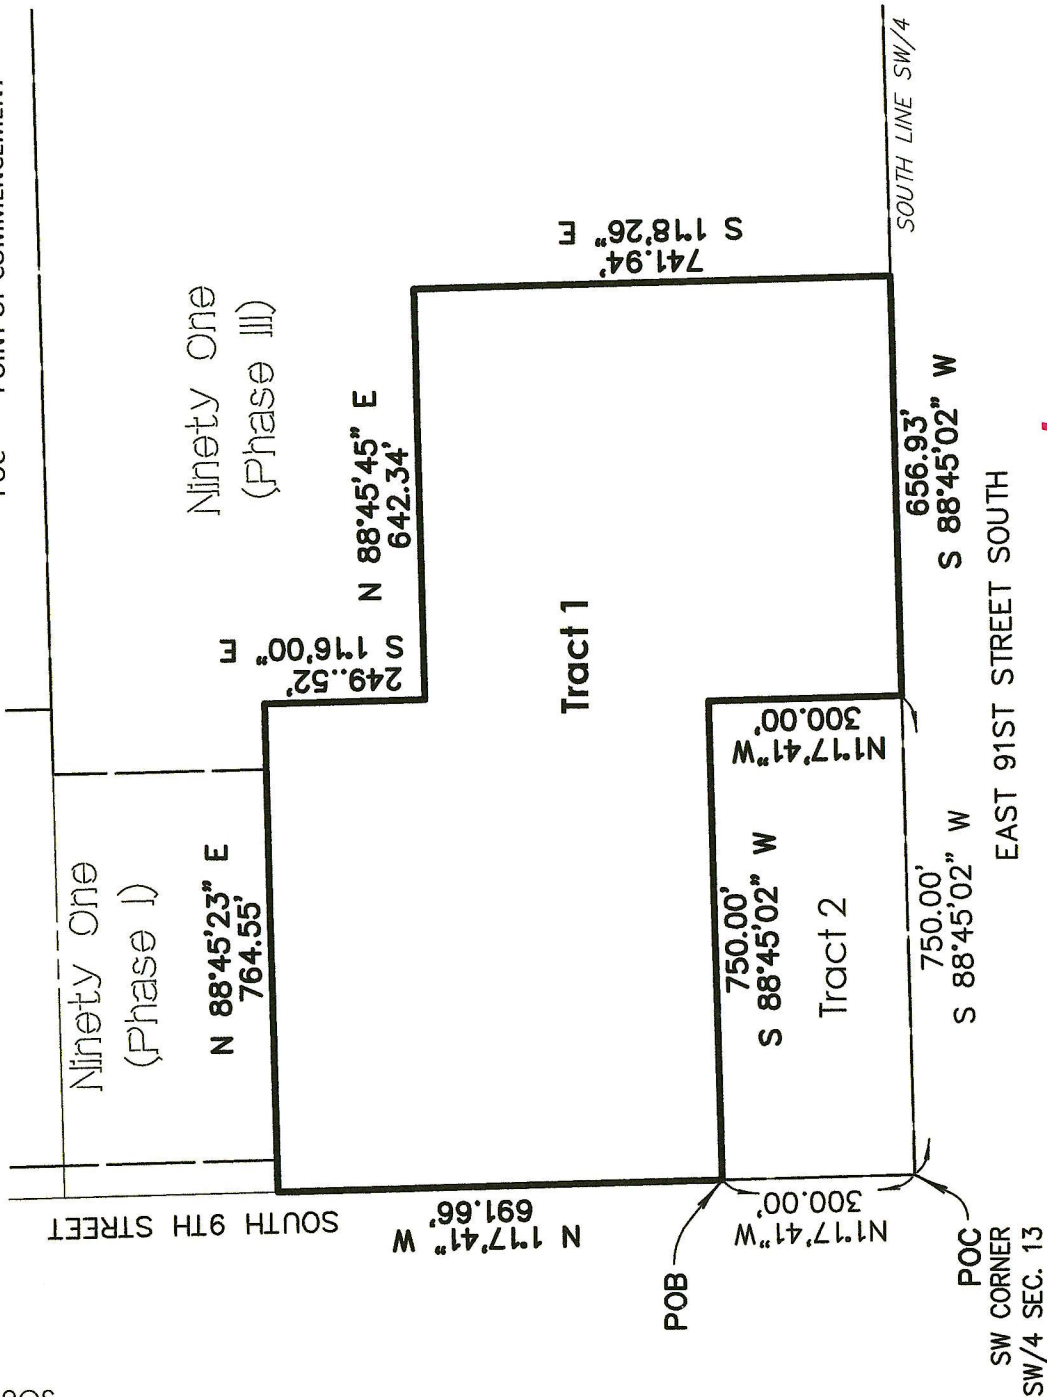 Ninety One
(Phase I)
Ninety One
(Phase III)
SOUTH 9TH STREET
N 88°45'23" E
764.55'
S 1°16'00" E
249..52'
N 88°45'45" E
642.34'
S 1°18'26" E
741.94'
Tract 1
N 1°17'41" W
691.66'
750.00'
S 88°45'02" W
Tract 2
N1°17'41" W
300.00'
N1°17'41" W
300.00'
656.93'
S 88°45'02" W
750.00'
S 88°45'02" W
SOUTH LINE SW/4
EAST 91ST STREET SOUTH
POB
POC
SW CORNER
SW/4 SEC. 13